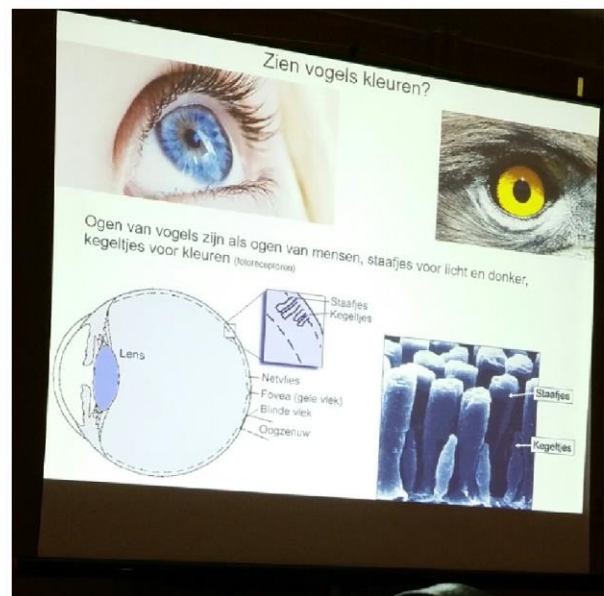 Zien vogels kleuren?
Ogen van vogels zijn als ogen van mensen, staafjes voor licht en donker,
kegeltjes voor kleuren (fotoreceptoren)
Staafjes
Kegeltjes
Lens
Netvlies
Fovea (gele vlek)
Blinde vlek
Oogzenuw
Staafjes
Kegeltjes